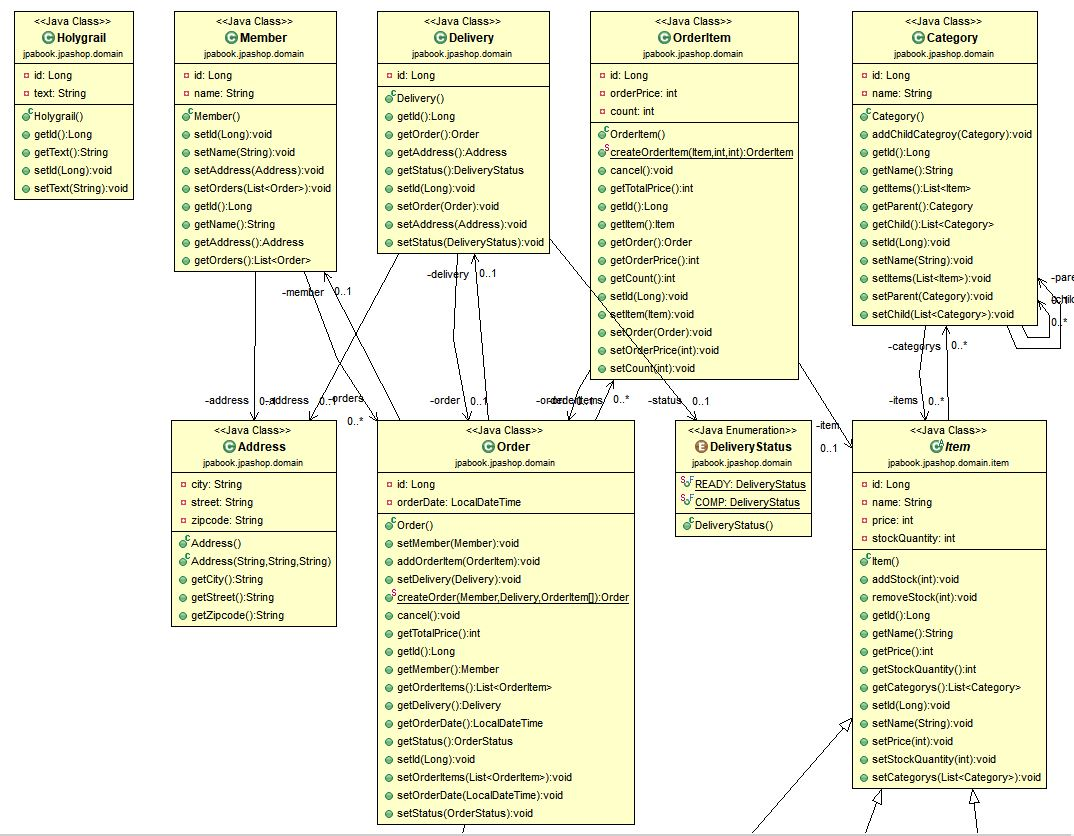 <<Java Class>>
Holygrail
jpabook.jpashop.domain
id: Long
text: String
Holygrail()
getId():Long
getText():String
setId(Long):void
setText(String):void
<<Java Class>>
Member
jpabook.jpashop.domain
id: Long
name: String
Member()
setId(Long):void
setName(String):void
setAddress(Address):void
setOrders(List<Order>):void
getId():Long
getName():String
getAddress():Address
getOrders():List<Order>
<<Java Class>>
Delivery
jpabook.jpashop.domain
id: Long
Delivery()
getId():Long
getOrder():Order
getAddress():Address
getStatus():DeliveryStatus
setId(Long):void
setOrder(Order):void
setAddress(Address):void
setStatus(DeliveryStatus):void
<<Java Class>>
OrderItem
jpabook.jpashop.domain
id: Long
orderPrice: int
count: int
OrderItem()
createOrderItem(Item,int,int):OrderItem
cancel():void
getTotalPrice():int
getId():Long
getItem():Item
getOrder():Order
getOrderPrice():int
getCount():int
setId(Long):void
setItem(Item):void
setOrder(Order):void
setOrderPrice(int):void
setCount(int):void
<<Java Class>>
Category
jpabook.jpashop.domain
id: Long
name: String
Category()
addChildCategroy(Category):void
getId():Long
getName():String
getItems():List<Item>
getParent():Category
getChild():List<Category>
setId(Long):void
setName(String):void
setItems(List<Item>):void
setParent(Category):void
setChild(List<Category>):void
-member 0..1
-delivery 0..1
0..*
-categorys 0..*
-address
-address
-orders
0..*
-order 0..1
0..*
-status 0..1
-items 0..*
-item
0..1
<<Java Class>>
Address
jpabook.jpashop.domain
city: String
street: String
zipcode: String
Address()
Address(String,String,String)
getCity():String
getStreet():String
getZipcode():String
<<Java Class>>
Order
jpabook.jpashop.domain
id: Long
orderDate: LocalDateTime
Order()
setMember(Member):void
addOrderItem(OrderItem):void
setDelivery(Delivery):void
createOrder(Member,Delivery,OrderItem[]):Order
cancel():void
getTotalPrice():int
getId():Long
getMember():Member
getOrderItems():List<OrderItem>
getDelivery():Delivery
getOrderDate():LocalDateTime
getStatus():OrderStatus
setId(Long):void
setOrderItems(List<OrderItem>):void
setOrderDate(LocalDateTime):void
setStatus(OrderStatus):void
<<Java Enumeration>>
DeliveryStatus
jpabook.jpashop.domain
READY: DeliveryStatus
COMP: DeliveryStatus
DeliveryStatus()
<<Java Class>>
Item
jpabook.jpashop.domain.item
id: Long
name: String
price: int
stockQuantity: int
Item()
addStock(int):void
removeStock(int):void
getId():Long
getName():String
getPrice():int
getStockQuantity():int
getCategorys():List<Category>
setId(Long):void
setName(String):void
setPrice(int):void
setStockQuantity(int):void
setCategorys(List<Category>):void